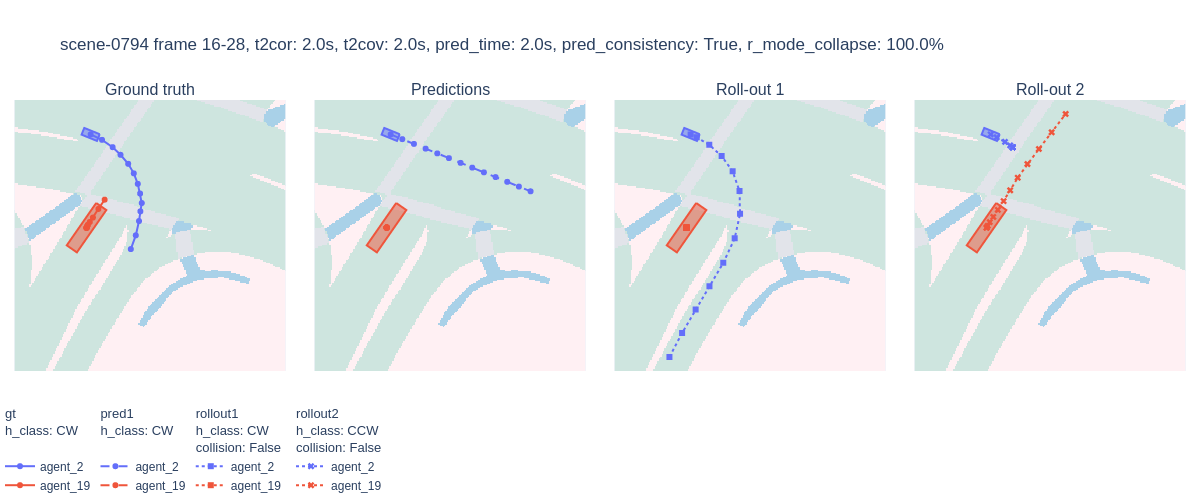 scene-0794 frame 16-28, t2cor: 2.0s, t2cov: 2.0s, pred_time: 2.0s, pred_consistency: True, r_mode_collapse: 100.0%
Ground truth
Predictions
Roll-out 1
Roll-out 2
gt
h_class: CW
agent_2
agent_19
pred1
h_class: CW
agent_2
agent_19
rollout1
h_class: CW
collision: False
agent_2
agent_19
rollout2
h_class: CCW
collision: False
agent_2
agent_19